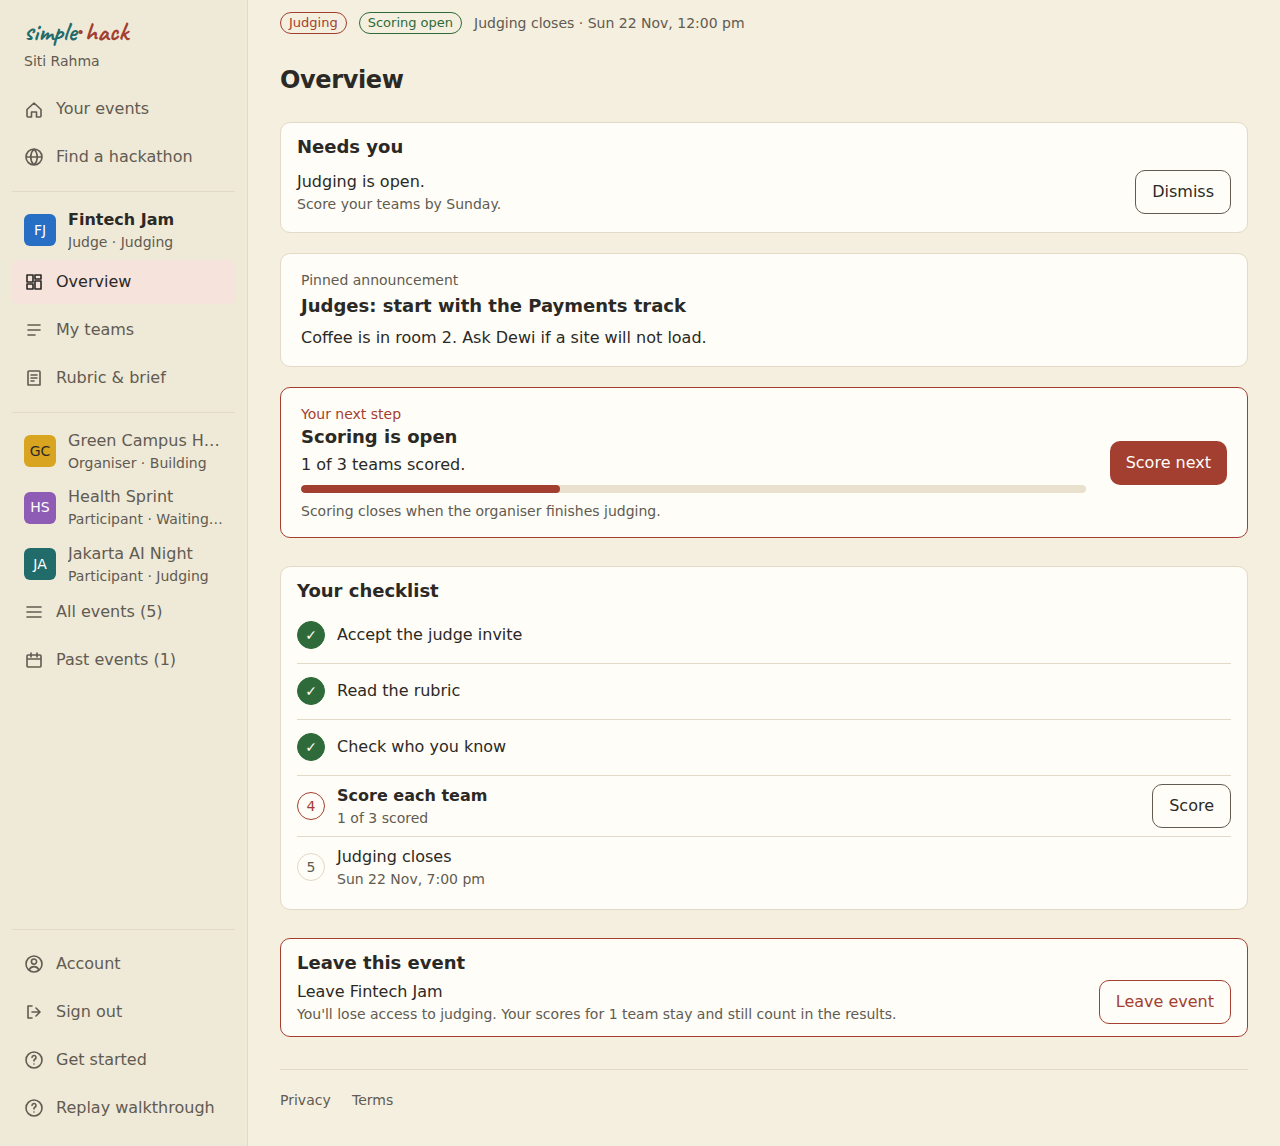 simple·hack
Siti Rahma
Your events
Find a hackathon
FJ
Fintech Jam
Judge · Judging
Overview
My teams
Rubric & brief
GC
Green Campus H…
Organiser · Building
HS
Health Sprint
Participant · Waiting…
JA
Jakarta AI Night
Participant · Judging
All events (5)
Past events (1)
Account
Sign out
Get started
Replay walkthrough
Judging
Scoring open
Judging closes · Sun 22 Nov, 12:00 pm
Overview
Needs you
Judging is open.
Score your teams by Sunday.
Dismiss
Pinned announcement
Judges: start with the Payments track
Coffee is in room 2. Ask Dewi if a site will not load.
Your next step
Scoring is open
1 of 3 teams scored.
Scoring closes when the organiser finishes judging.
Score next
Your checklist
✓ Accept the judge invite
✓ Read the rubric
✓ Check who you know
4 Score each team
1 of 3 scored
Score
5 Judging closes
Sun 22 Nov, 7:00 pm
Leave this event
Leave Fintech Jam
You'll lose access to judging. Your scores for 1 team stay and still count in the results.
Leave event
Privacy Terms